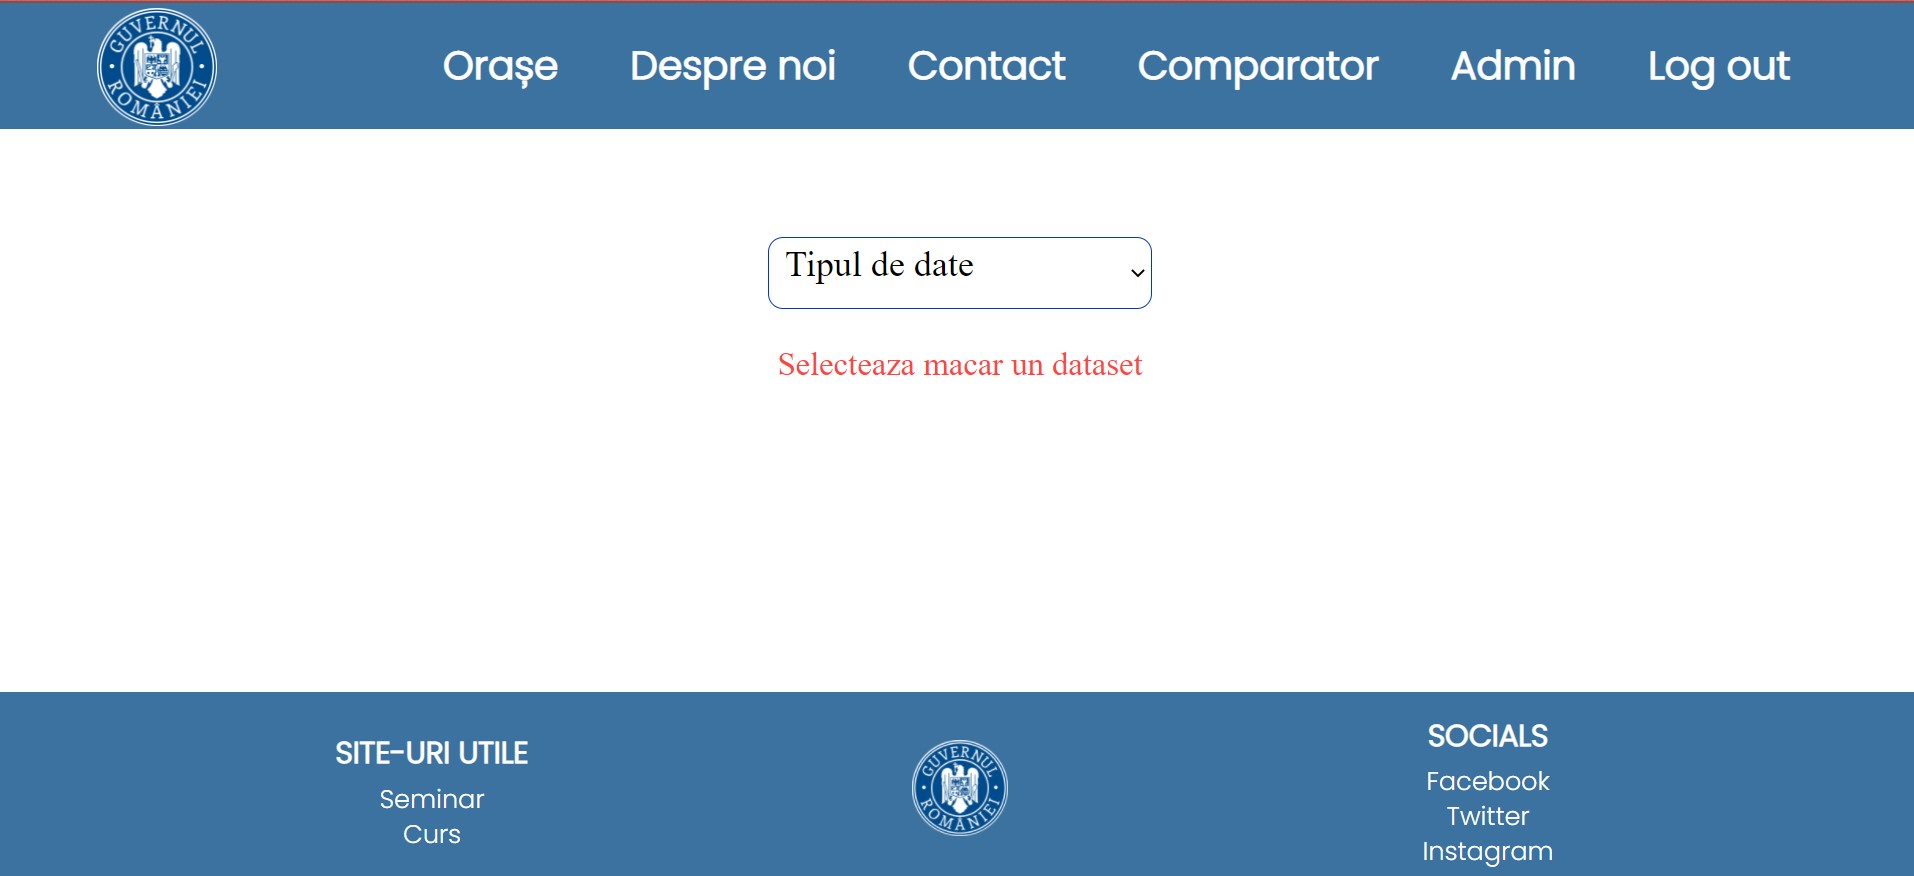 GUVERNUL ROMÂNIEI
Orașe Despre noi Contact Comparator Admin Log out
Tipul de date
Selecteaza macar un dataset
SITE-URI UTILE
Seminar
Curs
GUVERNUL ROMÂNIEI
SOCIALS
Facebook
Twitter
Instagram